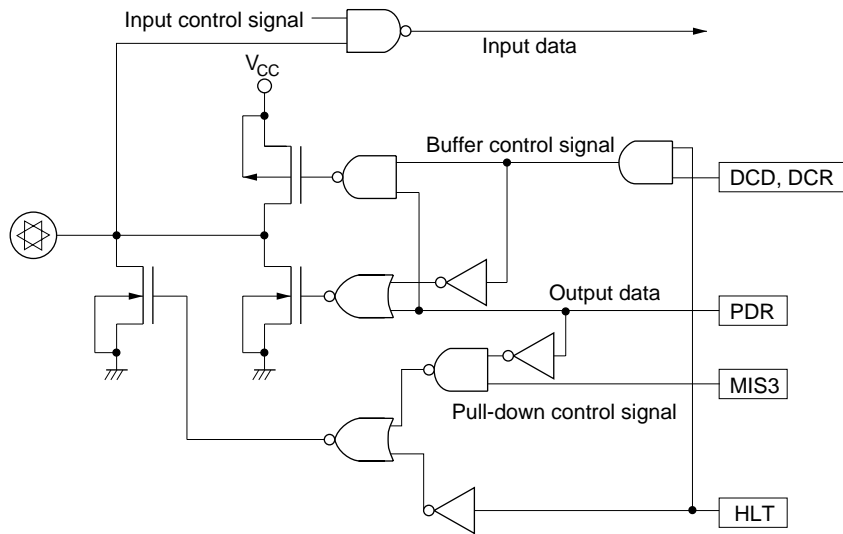 Input control signal
Input data
VCC
Buffer control signal
DCD, DCR
Output data
PDR
MIS3
Pull-down control signal
HLT